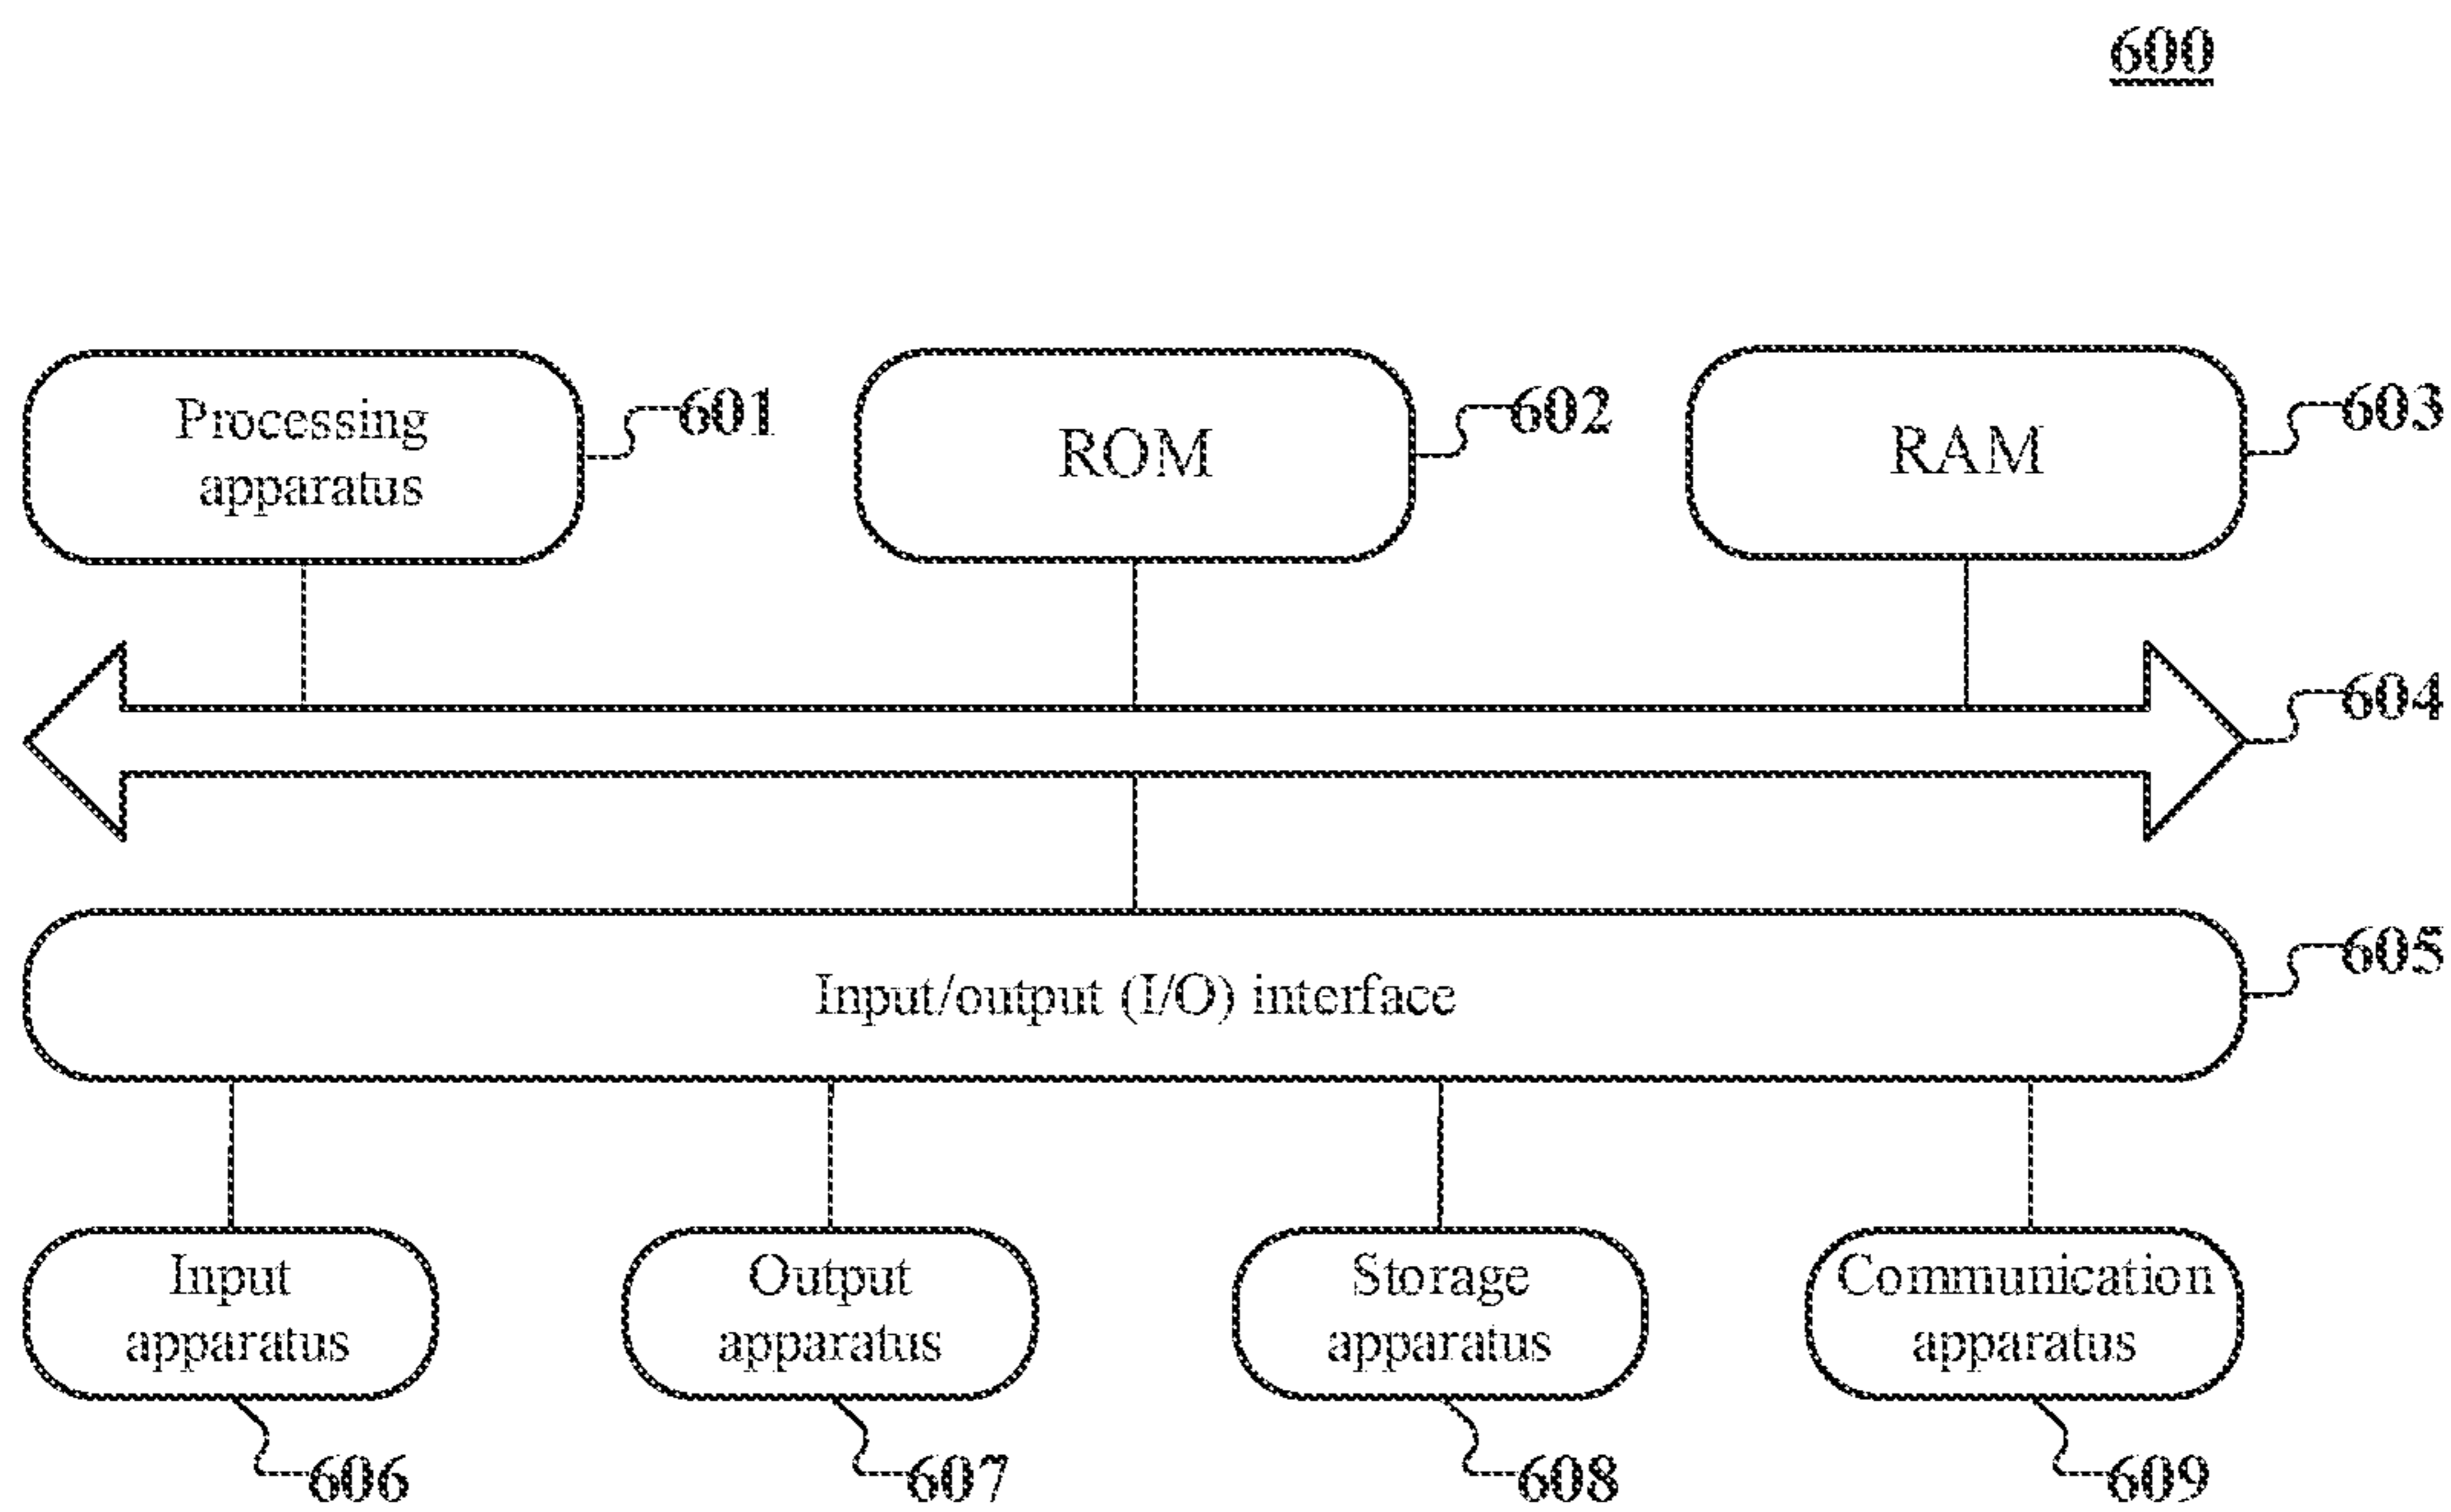 600
Processing
apparatus
601
ROM
602
RAM
603
604
Input/output (I/O) interface
605
Input
apparatus
Output
apparatus
Storage
apparatus
Communication
apparatus
606
607
608
609